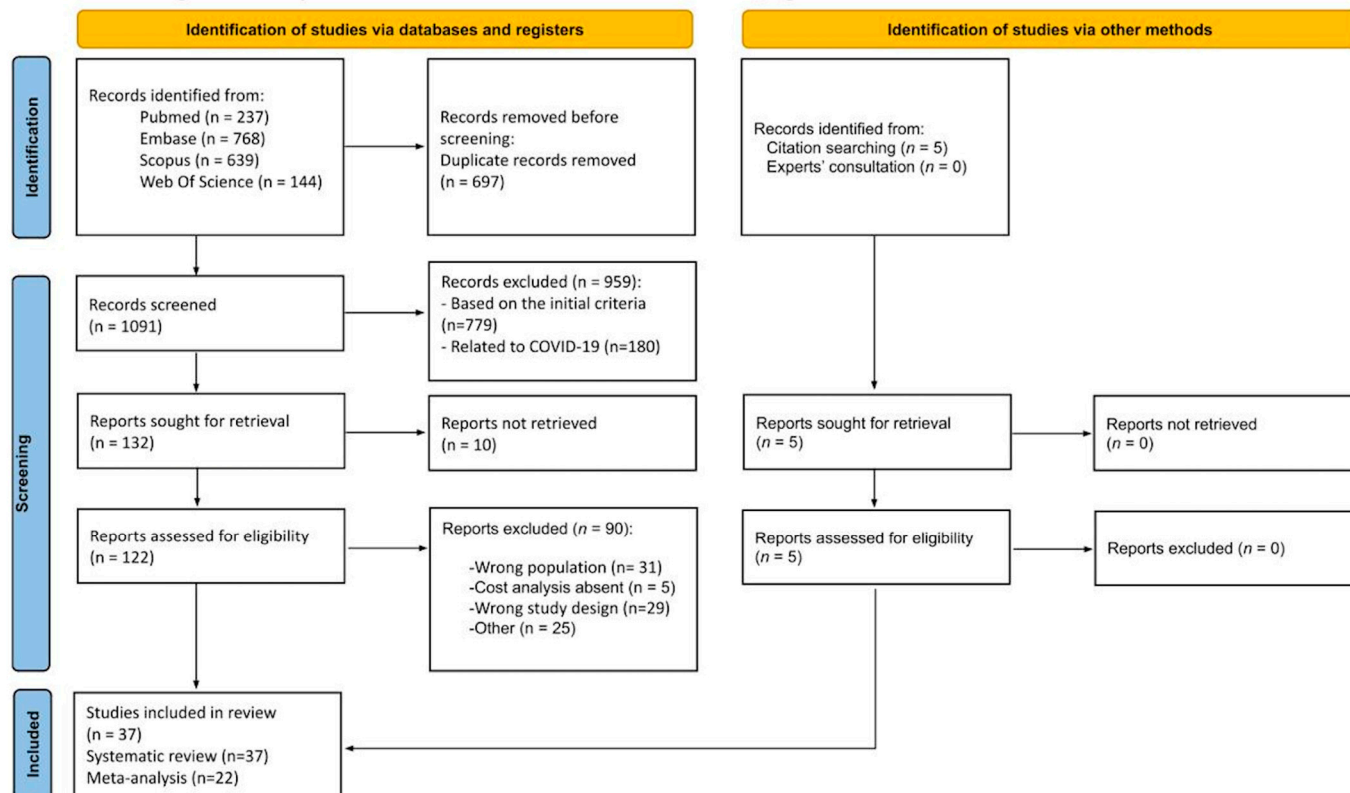 Identification of studies via databases and registers
Identification of studies via other methods
Identification
Records identified from:
Pubmed (n = 237)
Embase (n = 768)
Scopus (n = 639)
Web Of Science (n = 144)
Records removed before
screening:
Duplicate records removed
(n = 697)
Records identified from:
Citation searching (n = 5)
Experts' consultation (n = 0)
Screening
Records screened
(n = 1091)
Records excluded (n = 959):
- Based on the initial criteria
(n=779)
- Related to COVID-19 (n=180)
Reports sought for retrieval
(n = 132)
Reports not retrieved
(n = 10)
Reports sought for retrieval
(n = 5)
Reports not retrieved
(n = 0)
Reports assessed for eligibility
(n = 122)
Reports excluded (n = 90):
-Wrong population (n= 31)
-Cost analysis absent (n = 5)
-Wrong study design (n=29)
-Other (n = 25)
Reports assessed for eligibility
(n = 5)
Reports excluded (n = 0)
Included
Studies included in review
(n = 37)
Systematic review (n=37)
Meta-analysis (n=22)